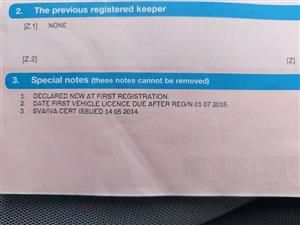 2. The previous registered keeper
[Z.1] NONE
[Z.2] [Z]
3. Special notes (these notes cannot be removed)
1. DECLARED NEW AT FIRST REGISTRATION.
2. DATE FIRST VEHICLE LICENCE DUE AFTER REG/N 01 07 2015.
3. SVA/IVA CERT ISSUED 14 05 2014.